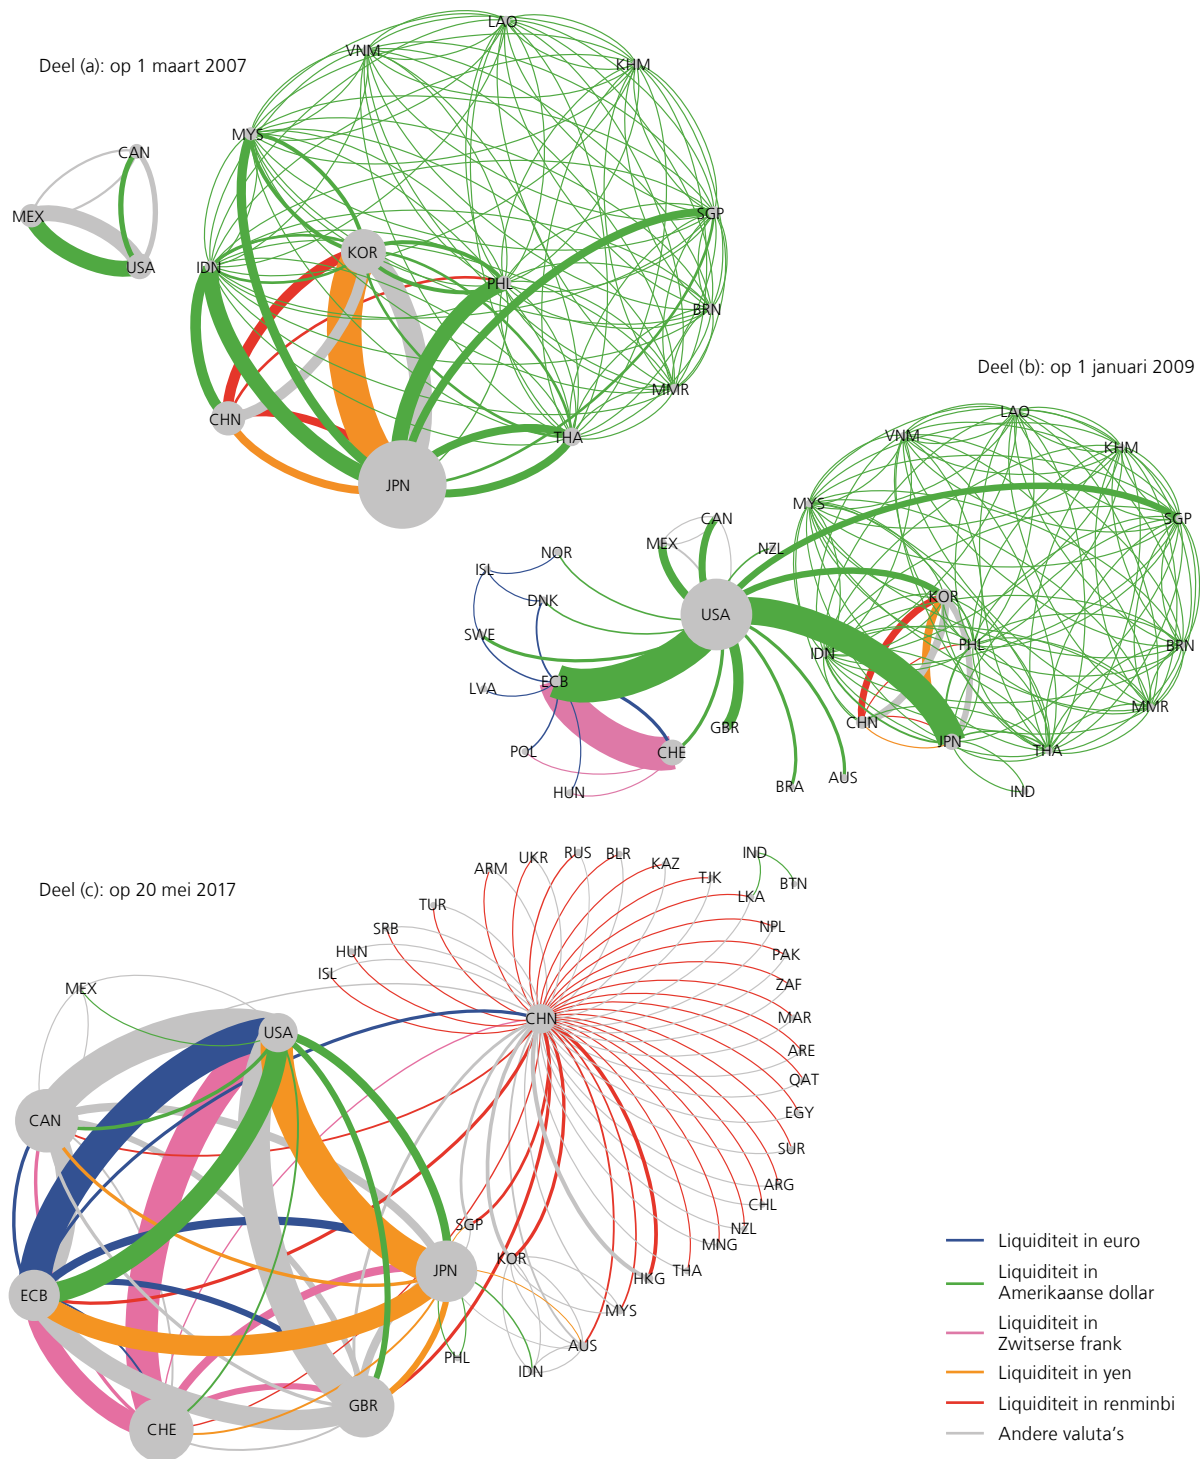 Deel (a): op 1 maart 2007
LAO
VNM
KHM
MYS
CAN
MEX
SGP
USA
IDN
KOR
PHL
BRN
MMR
CHN
THA
JPN
Deel (b): op 1 januari 2009
LAO
VNM
KHM
MYS
SGP
CAN
MEX
NZL
NOR
ISL
DNK
KOR
USA
SWE
PHL
BRN
IDN
ECB
LVA
MMR
CHN
GBR
JPN
POL
CHE
THA
AUS
BRA
HUN
IND
Deel (c): op 20 mei 2017
ARM
UKR
RUS
BLR
KAZ
IND
TJK
BTN
LKA
TUR
SRB
NPL
HUN
PAK
ISL
ZAF
MEX
CHN
MAR
USA
ARE
QAT
CAN
EGY
SUR
ARG
CHL
SGP
NZL
MNG
KOR
JPN
THA
HKG
ECB
MYS
AUS
PHL
IDN
GBR
CHE
Liquiditeit in euro
Liquiditeit in
Amerikaanse dollar
Liquiditeit in
Zwitserse frank
Liquiditeit in yen
Liquiditeit in renminbi
Andere valuta's